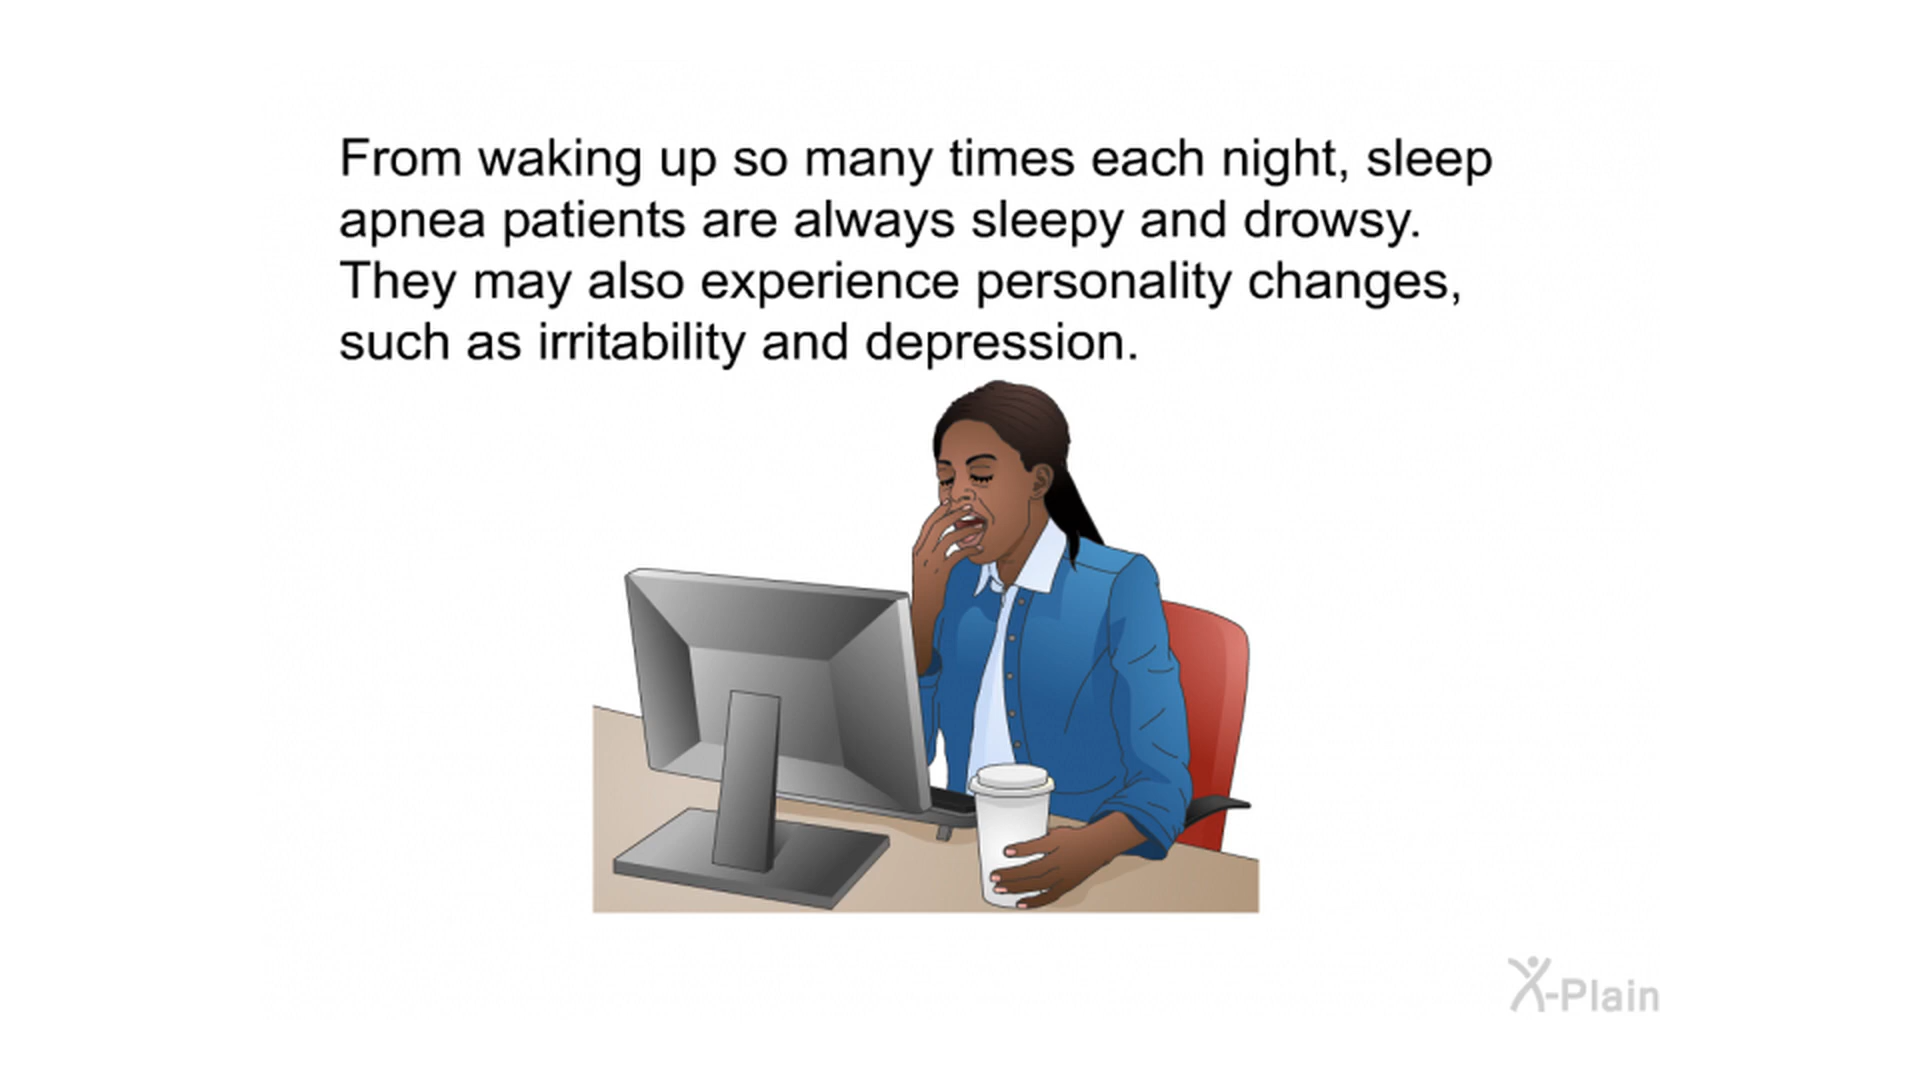 From waking up so many times each night, sleep
apnea patients are always sleepy and drowsy.
They may also experience personality changes,
such as irritability and depression.
X-Plain